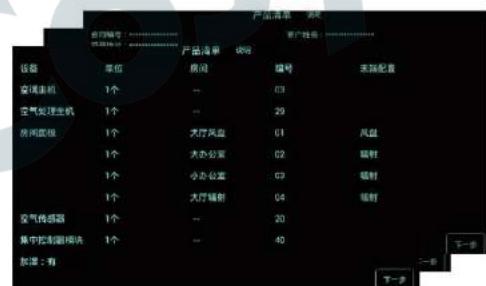 产品清单 说明
合同编号：**************
客户姓名：**************
产品清单 说明
设备 单位 房间 编号 末端配置
空调主机 1个 -- 03
空气处理主机 1个 -- 29
房间面板 1个 大厅风盘 01 风盘
1个 大办公室 02 辐射
1个 小办公室 03 辐射
1个 大厅辐射 04 辐射
空气传感器 1个 -- 20
集中控制器模块 1个 -- 40
加湿：有
下一步
下一步